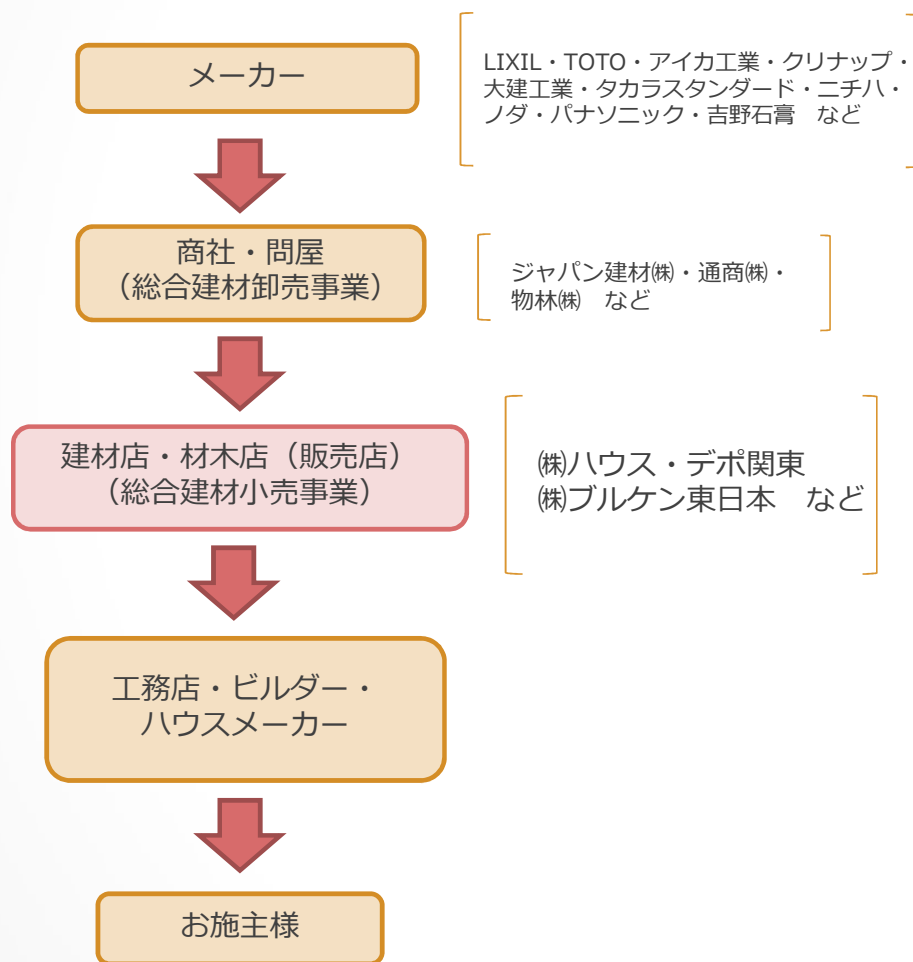 メーカー
LIXIL・TOTO・アイカ工業・クリナップ・
大建工業・タカラスタンダード・ニチハ・
ノダ・パナソニック・吉野石膏　など
商社・問屋
（総合建材卸売事業）
ジャパン建材㈱・通商㈱・
物林㈱　など
建材店・材木店（販売店）
（総合建材小売事業）
㈱ハウス・デポ関東
㈱ブルケン東日本　など
工務店・ビルダー・
ハウスメーカー
お施主様